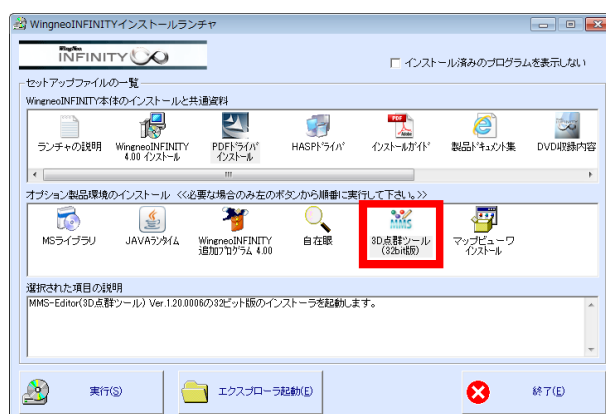 WingneoINFINITYインストールランチャ
WingNeo
INFINITY
インストール済みのプログラムを表示しない
セットアップファイルの一覧
WingneoINFINITY本体のインストールと共通資料
ランチャの説明
WingneoINFINITY
4.00 インストール
PDFドライバ
インストール
HASPドライバ
インストールガイド
製品ドキュメント集
DVD収録内容
オプション製品環境のインストール <<必要な場合のみ左のボタンから順番に実行して下さい。>>
MSライブラリ
JAVAランタイム
WingneoINFINITY
追加プログラム 4.00
自在眼
3D点群ツール
(32bit版)
マップビューワ
インストール
選択された項目の説明
MMS-Editor(3D点群ツール) Ver.1.20.0006の32ビット版のインストーラを起動します。
実行(S)
エクスプローラ起動(E)
終了(E)